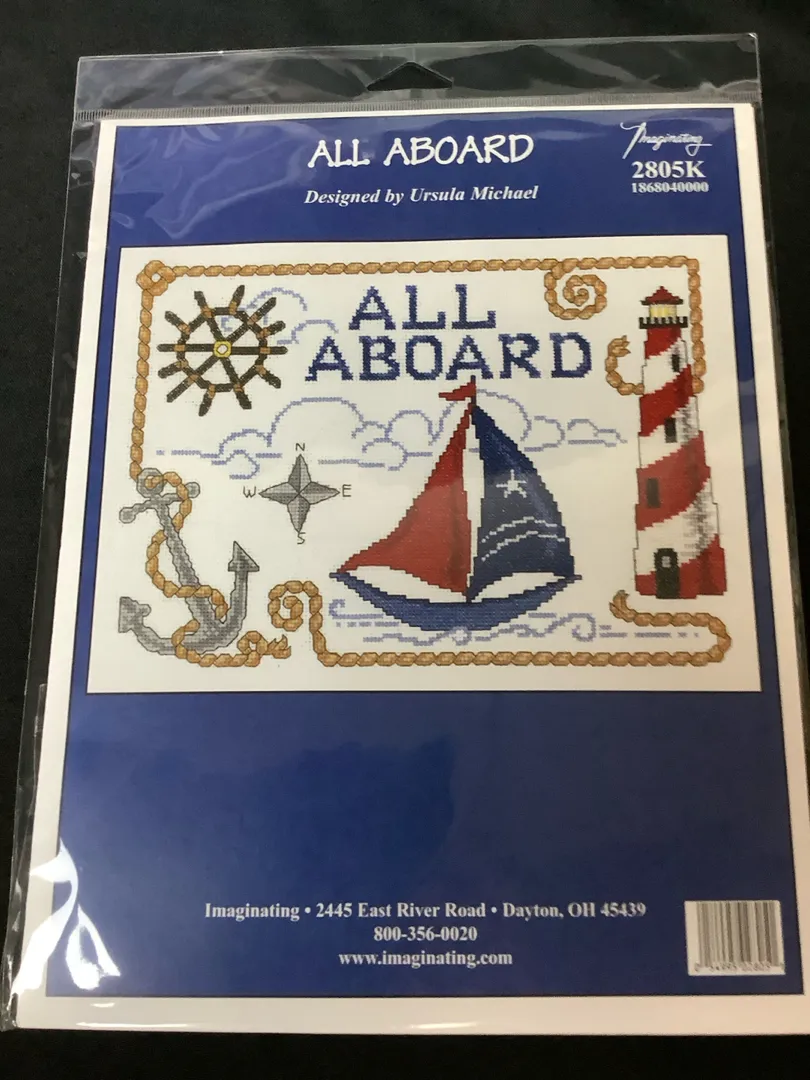 ALL ABOARD
Imaginating
Designed by Ursula Michael
2805K
1868040000
ALL
ABOARD
N
W E
S
Imaginating • 2445 East River Road • Dayton, OH 45439
800-356-0020
www.imaginating.com